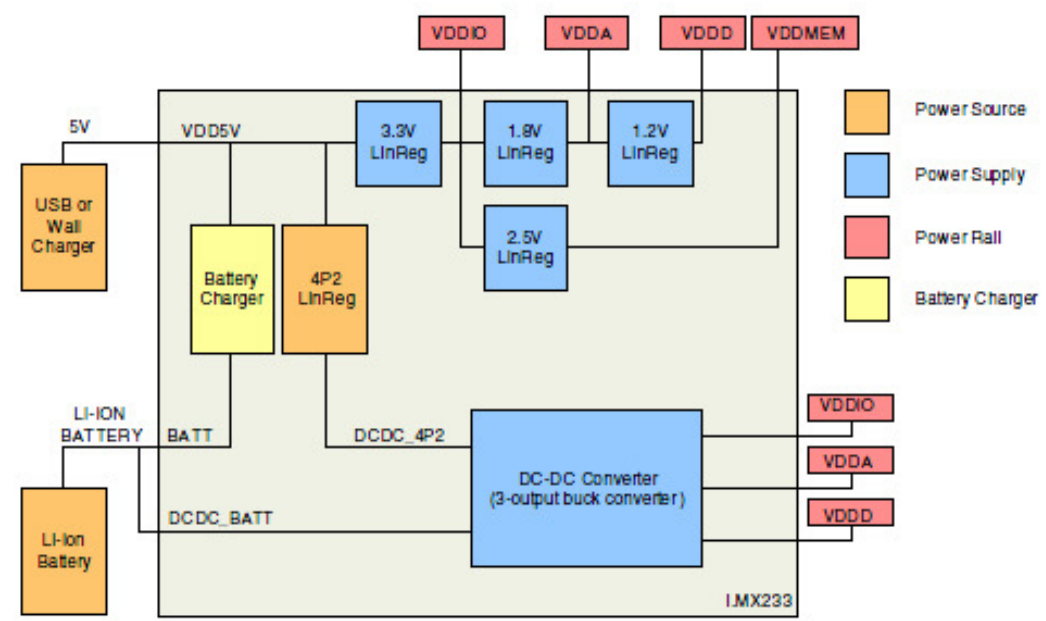 VDDIO
VDDA
VDDD
VDDMEM
5V
VDD5V
3.3V
LinReg
1.8V
LinReg
1.2V
LinReg
2.5V
LinReg
USB or
Wall
Charger
Battery
Charger
4P2
LinReg
Power Source
Power Supply
Power Rail
Battery Charger
LI-ION
BATTERY
BATT
DCDC_4P2
DCDC_BATT
Li-Ion
Battery
DC-DC Converter
(3-output buck converter)
VDDIO
VDDA
VDDD
I.MX233